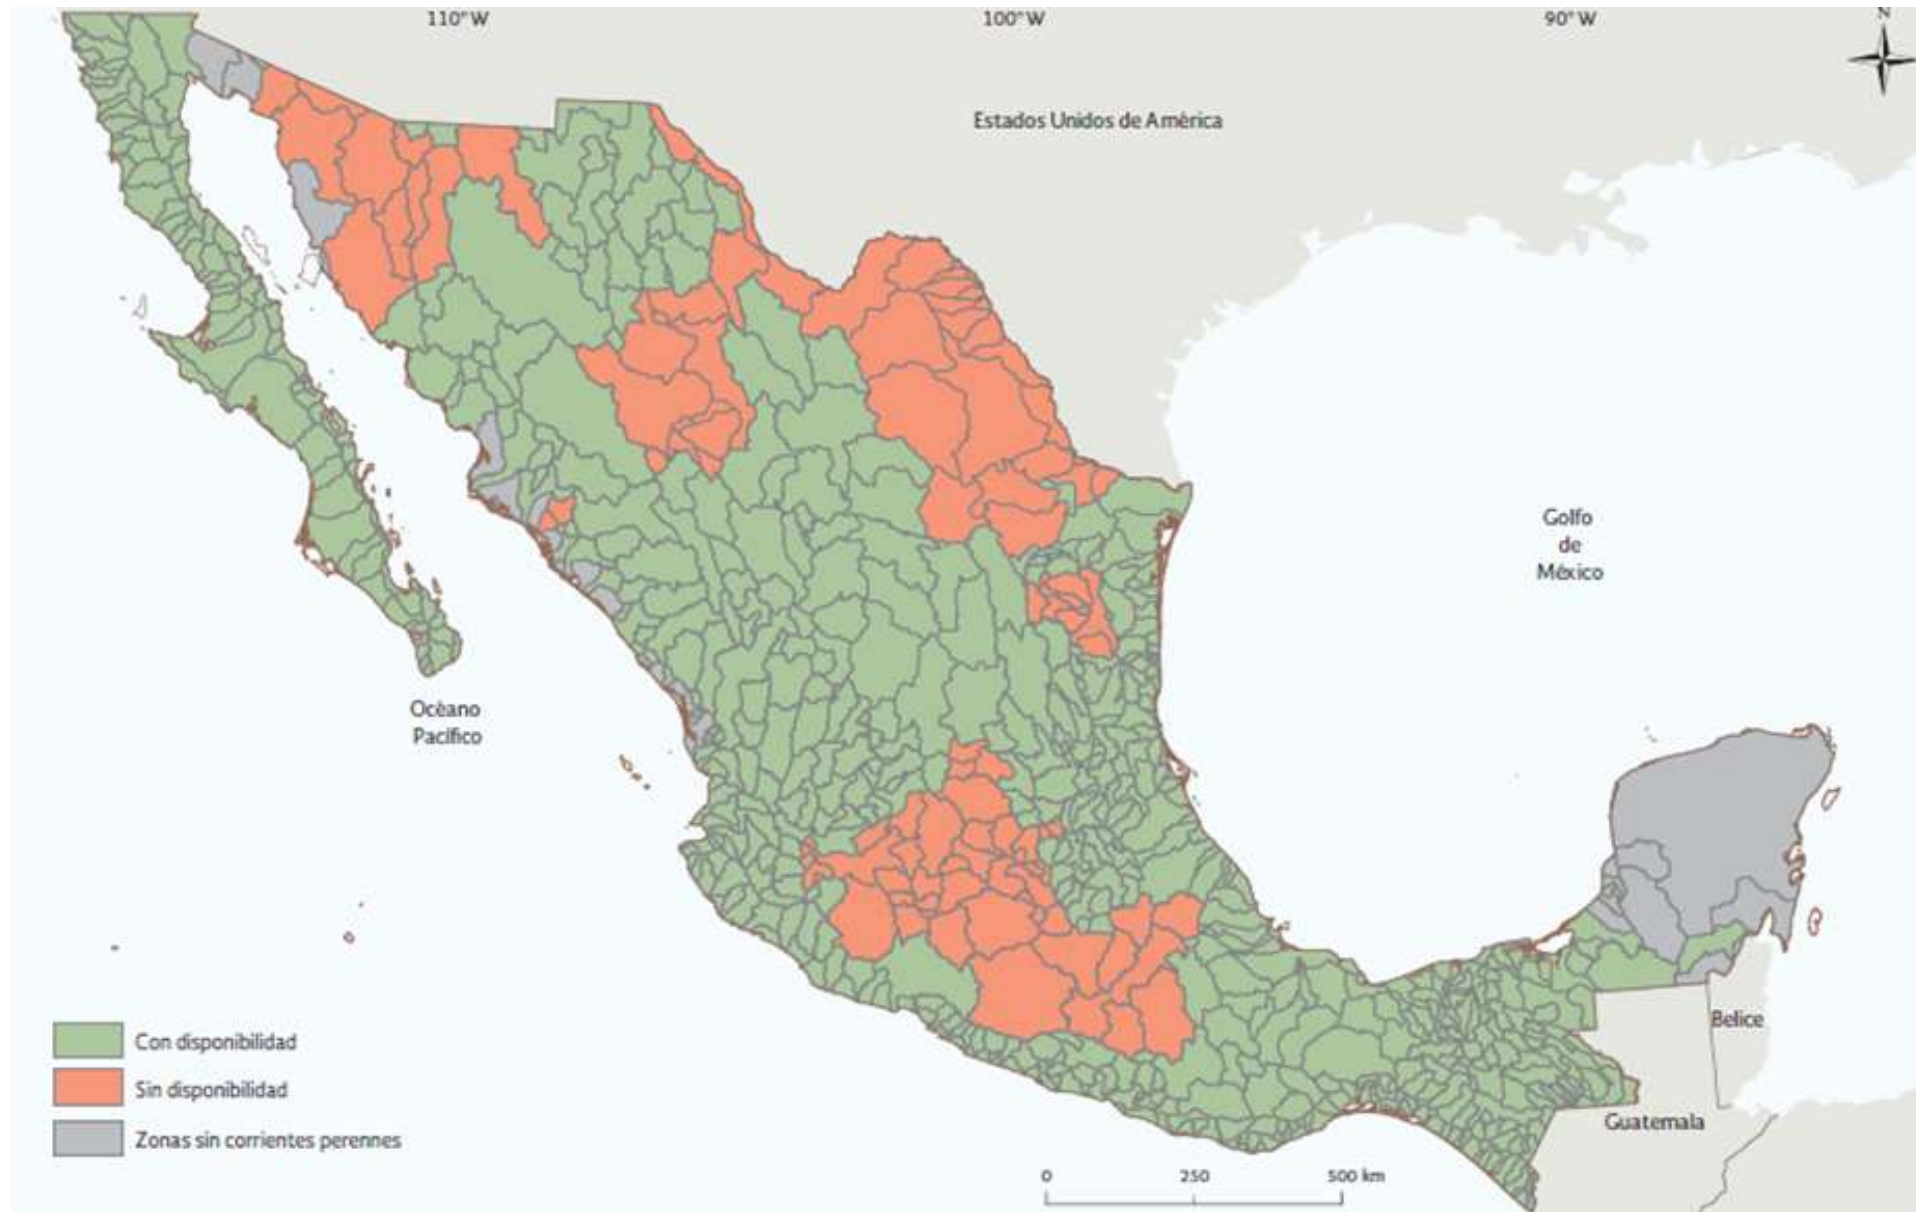 110°W
100°W
90°W
N
Estados Unidos de América
Golfo
de
México
Océano
Pacífico
Belice
Guatemala
Con disponibilidad
Sin disponibilidad
Zonas sin corrientes perennes
0
250
500 km